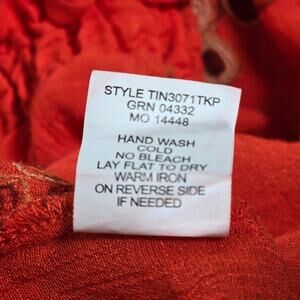 STYLE TIN3071TKP
GRN 04332
MO 14448
HAND WASH
COLD
NO BLEACH
LAY FLAT TO DRY
WARM IRON
ON REVERSE SIDE
IF NEEDED